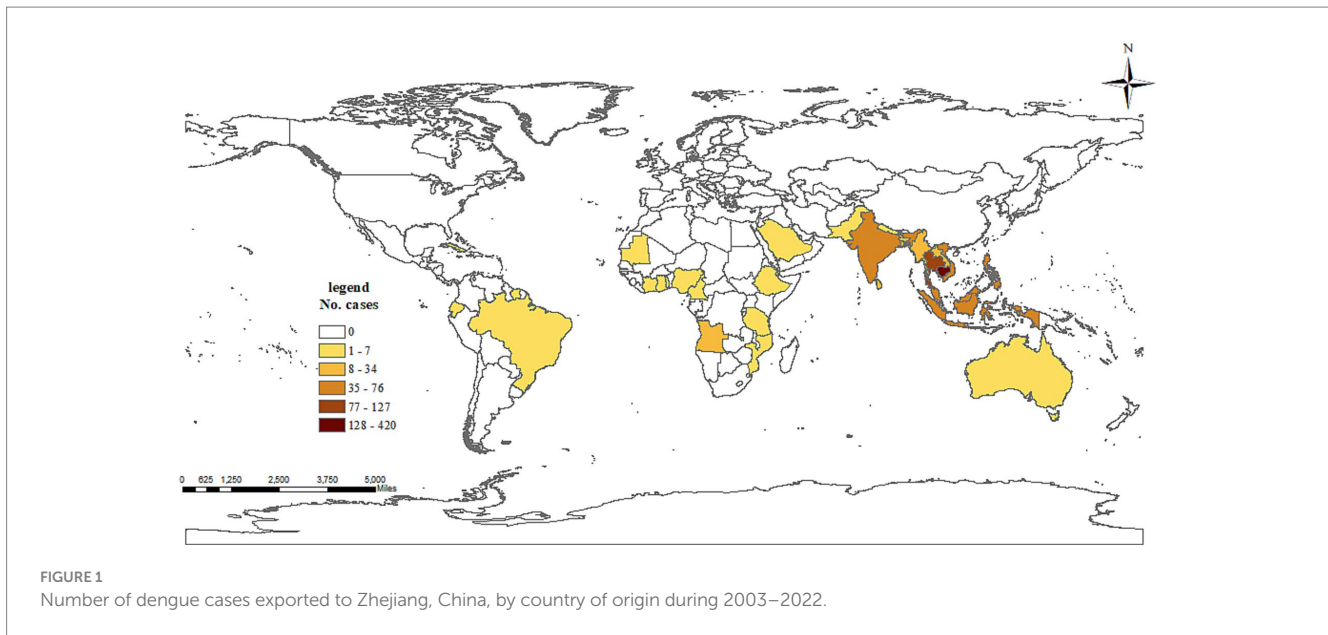 N
legend
No. cases
0
1 - 7
8 - 34
35 - 76
77 - 127
128 - 420
0 625 1,250 2,500 3,750 5,000
Miles
FIGURE 1
Number of dengue cases exported to Zhejiang, China, by country of origin during 2003–2022.